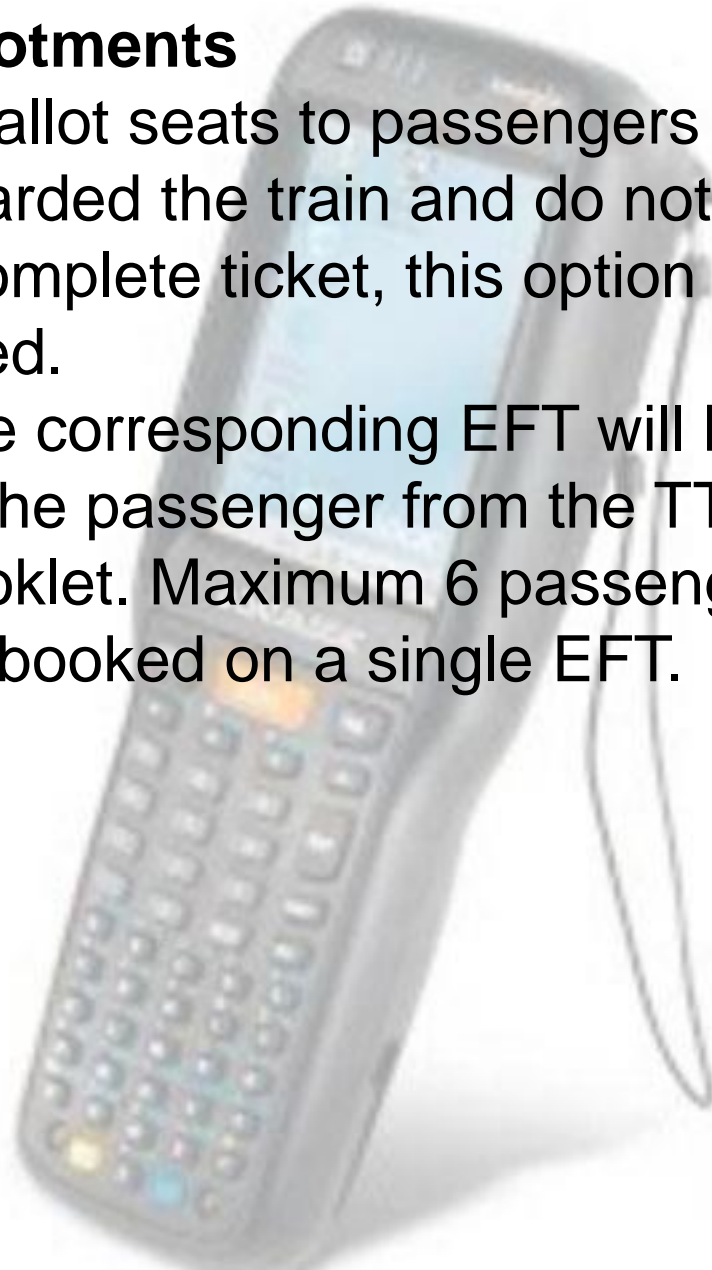 otments
allot seats to passengers
arded the train and do not
omplete ticket, this option
ed.
e corresponding EFT will
he passenger from the TT
oklet. Maximum 6 passeng
booked on a single EFT.